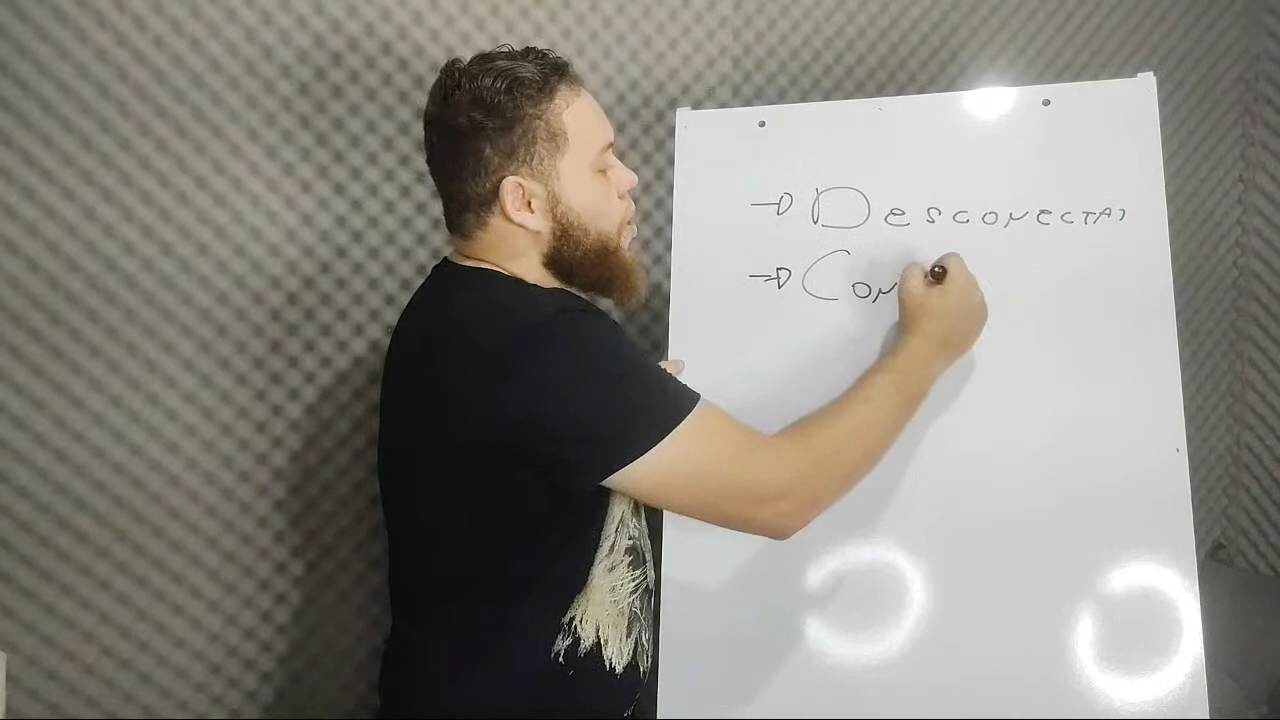 → Desconectar
→ Con